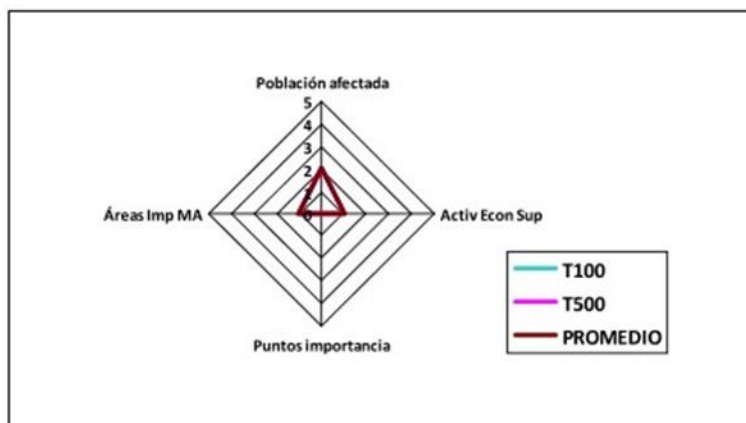 Población afectada
5
4
3
2
1
0
Áreas Imp MA
Activ Econ Sup
Puntos importancia
T100
T500
PROMEDIO